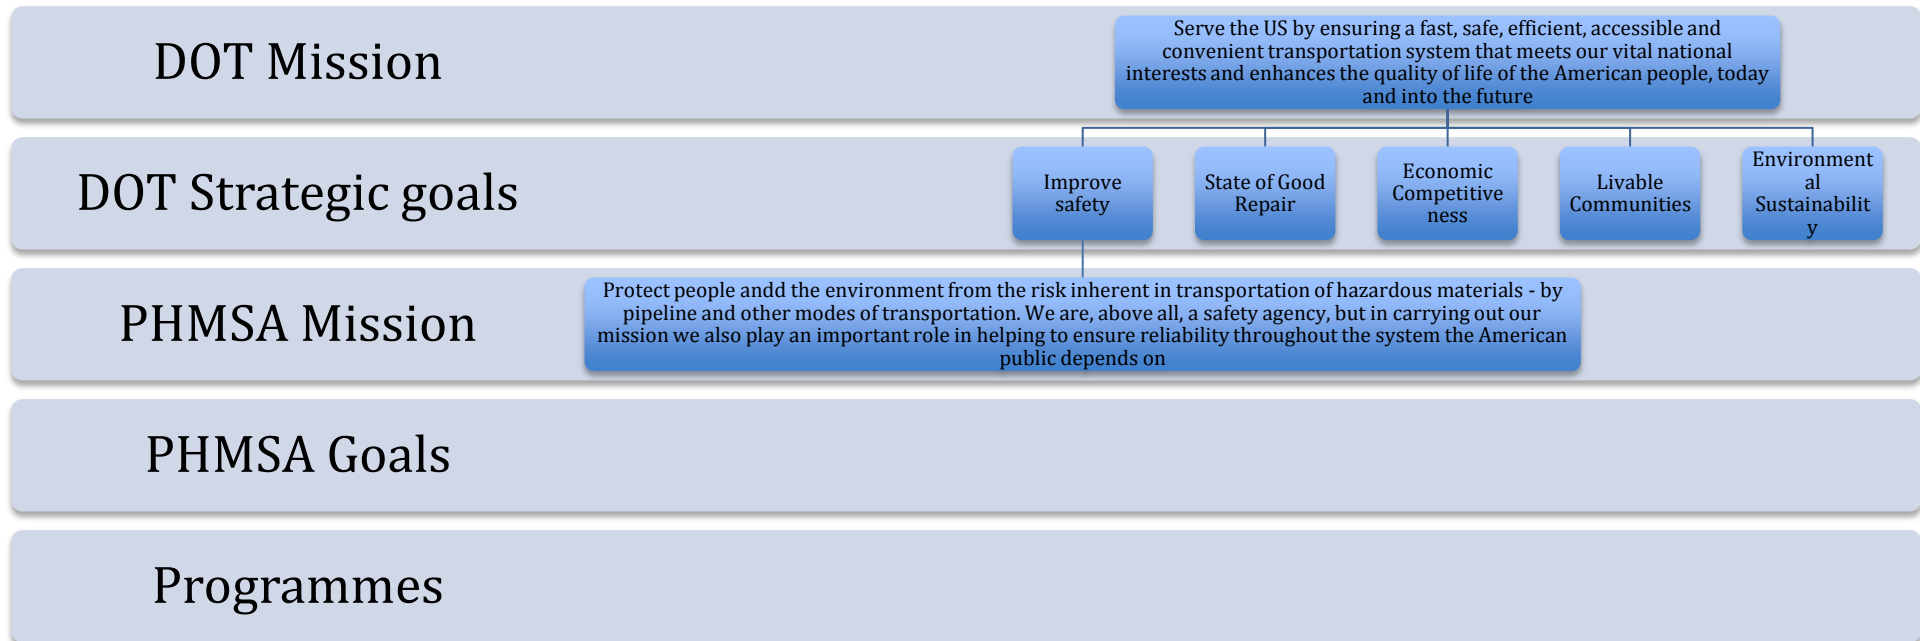 DOT Mission
Serve the US by ensuring a fast, safe, efficient, accessible and
convenient transportation system that meets our vital national
interests and enhances the quality of life of the American people, today
and into the future
DOT Strategic goals
Improve
safety
State of Good
Repair
Economic
Competitive
ness
Livable
Communities
Environment
al
Sustainabilit
y
PHMSA Mission
Protect people andd the environment from the risk inherent in transportation of hazardous materials - by
pipeline and other modes of transportation. We are, above all, a safety agency, but in carrying out our
mission we also play an important role in helping to ensure reliability throughout the system the American
public depends on
PHMSA Goals
Programmes